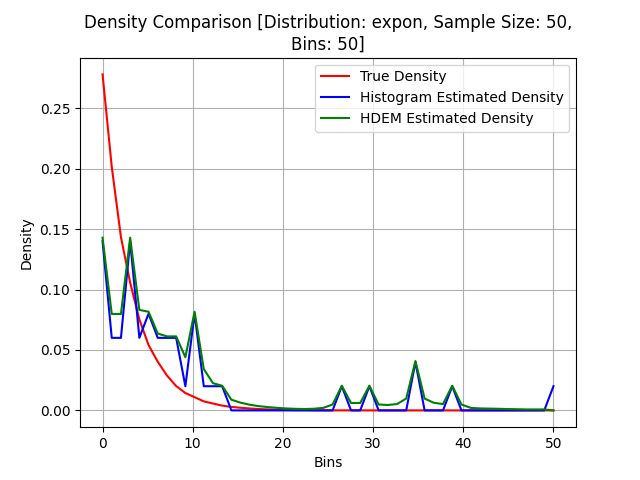 Density Comparison [Distribution: expon, Sample Size: 50,
Bins: 50]
True Density
Histogram Estimated Density
HDEM Estimated Density
Density
0.25
0.20
0.15
0.10
0.05
0.00
0 10 20 30 40 50
Bins